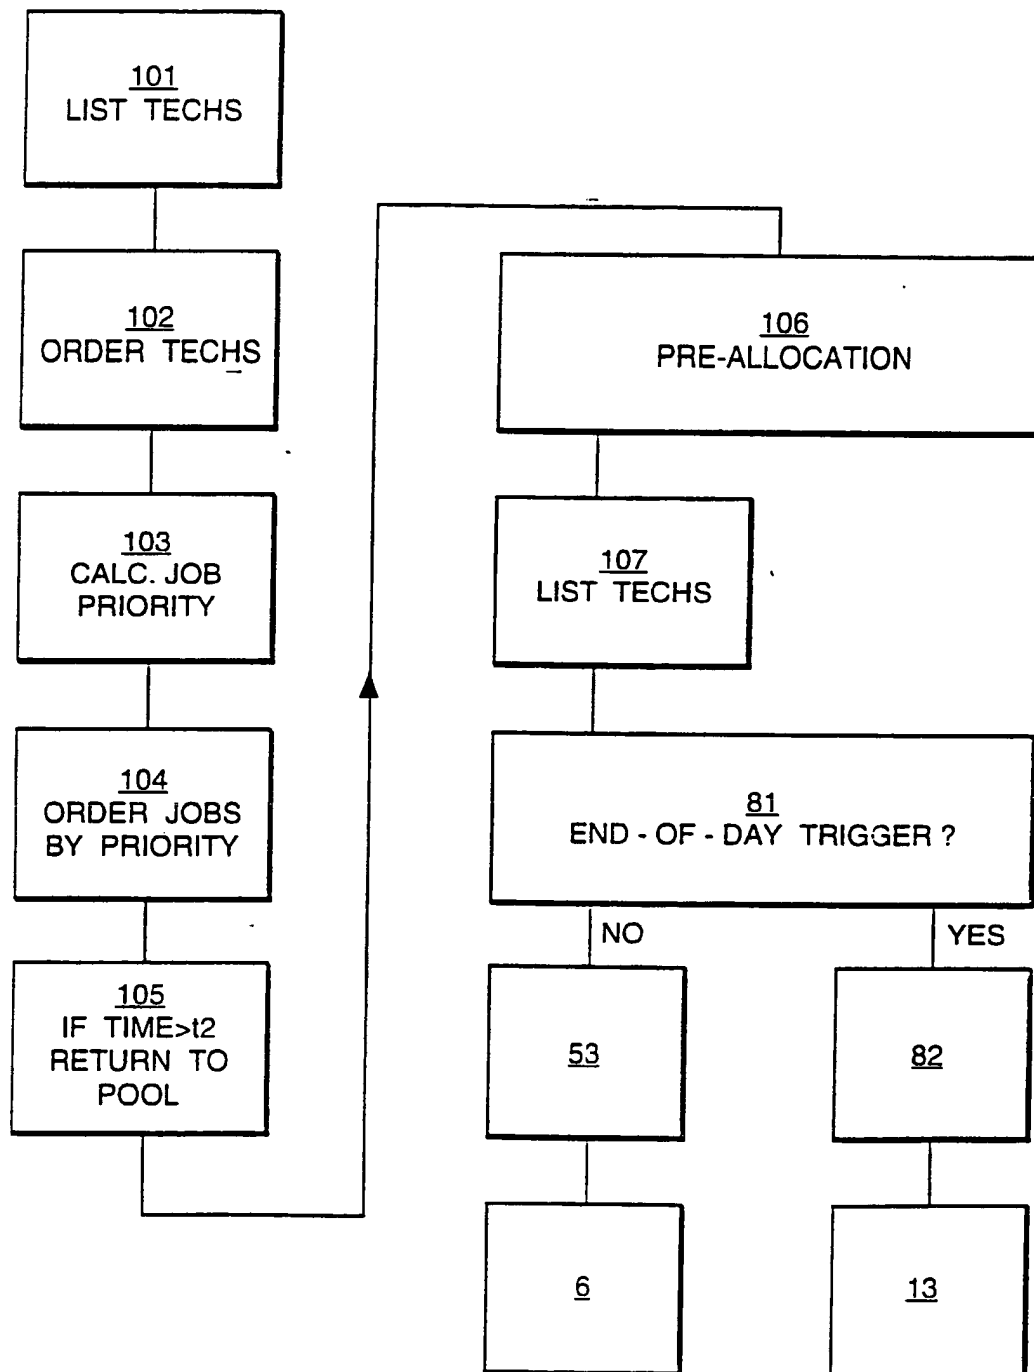 101
LIST TECHS
102
ORDER TECHS
103
CALC. JOB
PRIORITY
104
ORDER JOBS
BY PRIORITY
105
IF TIME>t2
RETURN TO
POOL
106
PRE-ALLOCATION
107
LIST TECHS
81
END - OF - DAY TRIGGER ?
NO
YES
53
82
6
13